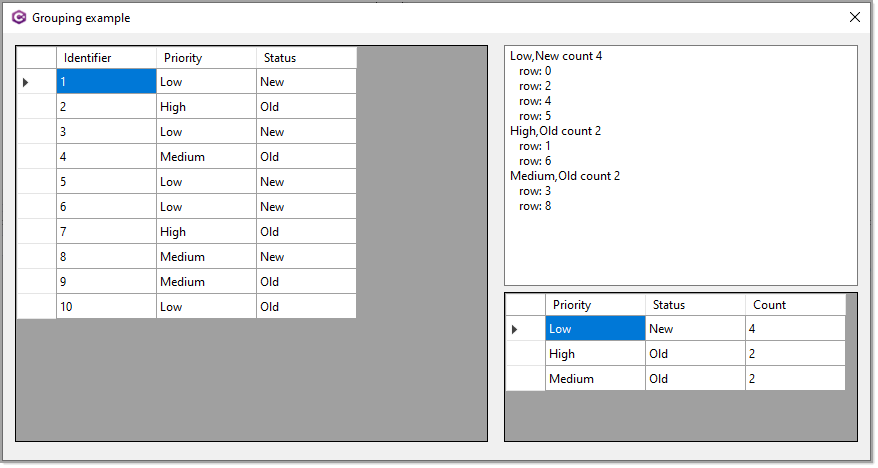 Grouping example
Identifier Priority Status
1 Low New
2 High Old
3 Low New
4 Medium Old
5 Low New
6 Low New
7 High Old
8 Medium New
9 Medium Old
10 Low Old
Low,New count 4
row: 0
row: 2
row: 4
row: 5
High,Old count 2
row: 1
row: 6
Medium,Old count 2
row: 3
row: 8
Priority Status Count
Low New 4
High Old 2
Medium Old 2